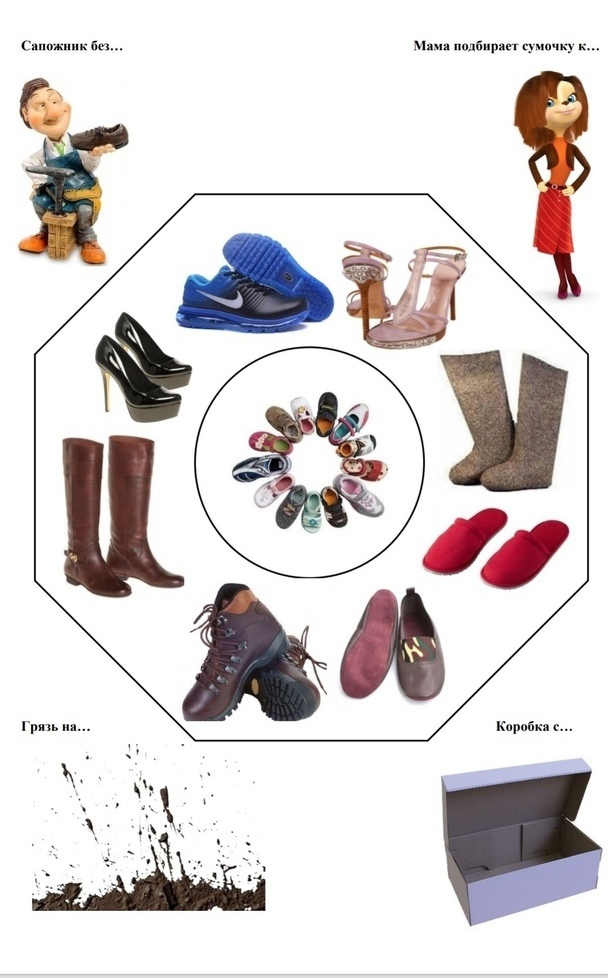 Сапожник без…
Мама подбирает сумочку к…
Грязь на…
Коробка с…